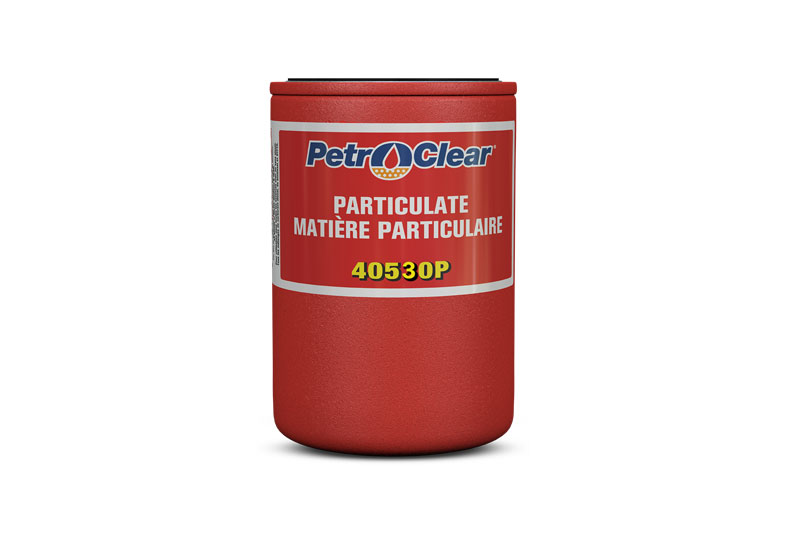 PetroClear®
PARTICULATE
MATIÈRE PARTICULAIRE
40530P